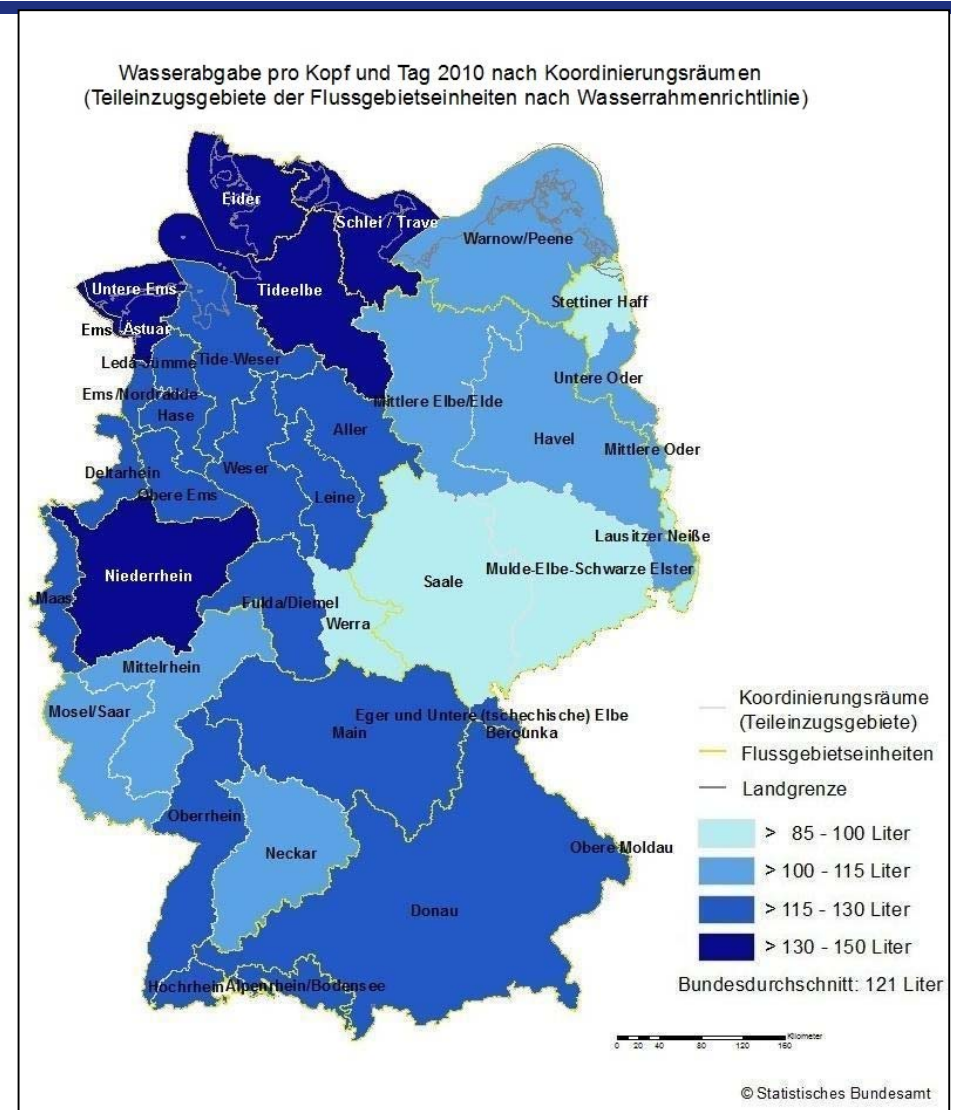 Wasserabgabe pro Kopf und Tag 2010 nach Koordinierungsräumen
(Teileinzugsgebiete der Flussgebietseinheiten nach Wasserrahmenrichtlinie)
Eider
Schlei / Trave
Warnow/Peene
Untere Ems
Tideelbe
Stettiner Haff
Ems Ästuar
Leda-Jümme
Tide-Weser
Untere Oder
Ems/Nordradde
Mittlere Elbe/Elde
Hase
Aller
Havel
Mittlere Oder
Deltarhein
Weser
Obere Ems
Leine
Lausitzer Neiße
Niederrhein
Saale
Mulde-Elbe-Schwarze Elster
Maas
Fulda/Diemel
Werra
Mittelrhein
Mosel/Saar
Eger und Untere (tschechische) Elbe
Main
Berounka
Oberrhein
Neckar
Obere Moldau
Donau
Hochrhein
Alpenrhein/Bodensee
Koordinierungsräume
(Teileinzugsgebiete)
Flussgebietseinheiten
Landgrenze
> 85 - 100 Liter
> 100 - 115 Liter
> 115 - 130 Liter
> 130 - 150 Liter
Bundesdurchschnitt: 121 Liter
Kilometer
0 20 40 80 120 160
© Statistisches Bundesamt